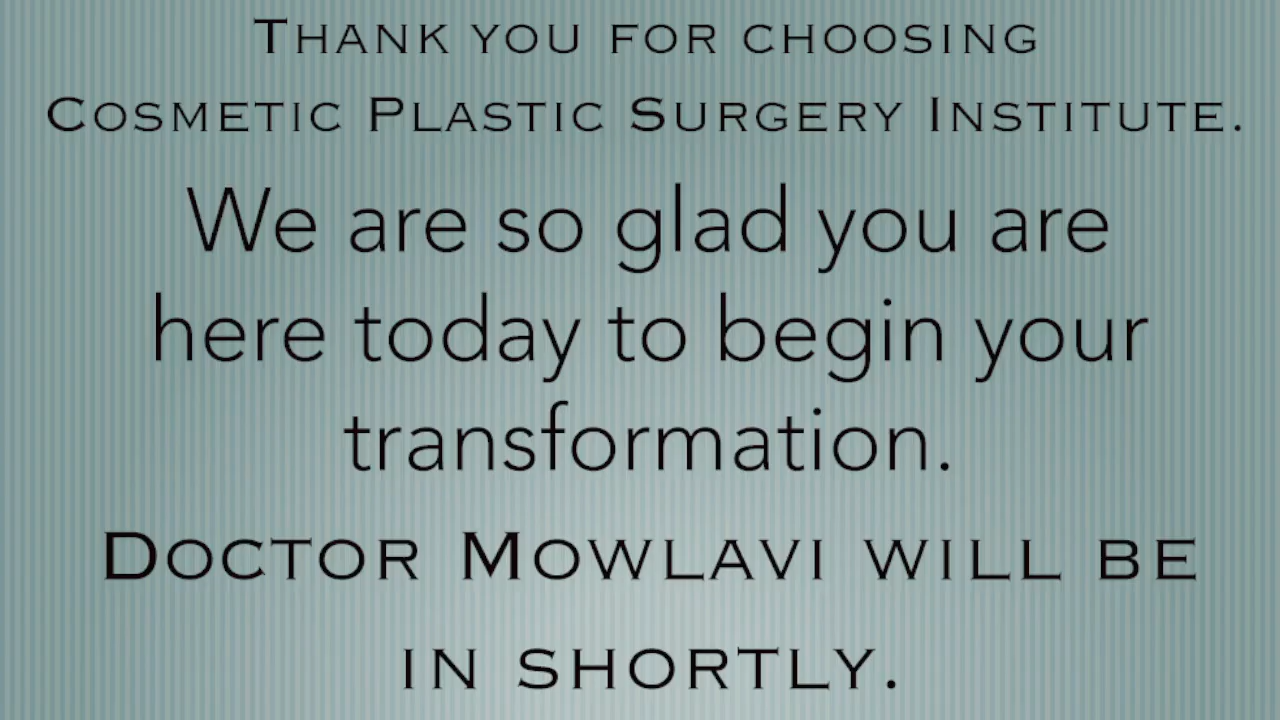 Thank you for choosing
Cosmetic Plastic Surgery Institute.
We are so glad you are
here today to begin your
transformation.
Doctor Mowlavi will be
in shortly.